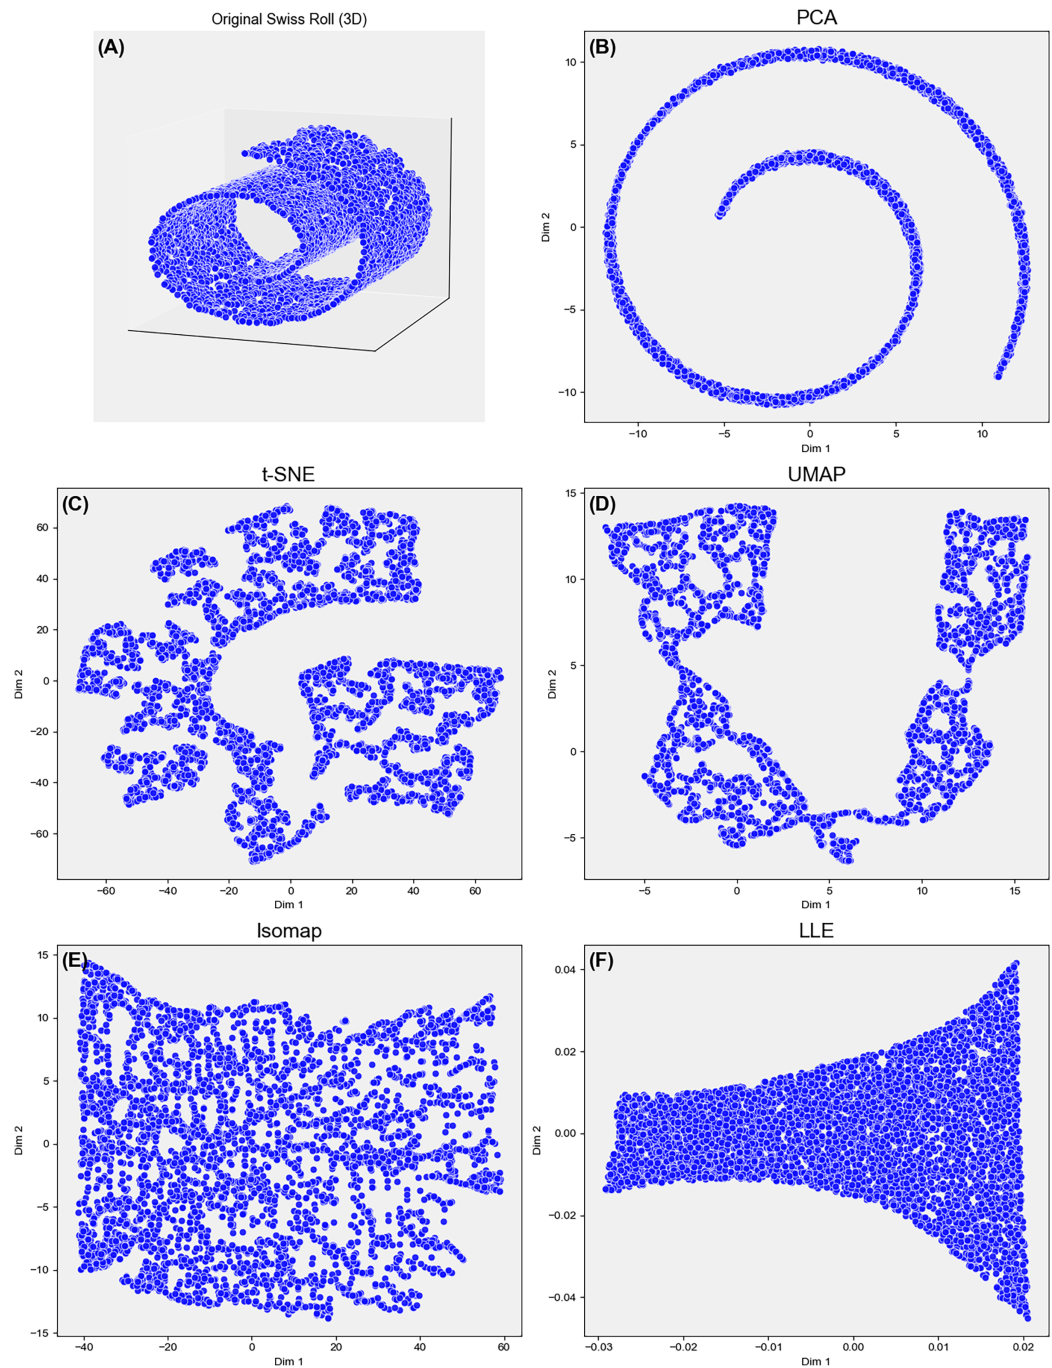 Original Swiss Roll (3D)
(A)
PCA
(B)
10
5
0
−5
−10
Dim 2
−10
−5
0
5
10
Dim 1
t-SNE
(C)
60
40
20
0
−20
−40
−60
Dim 2
−60
−40
−20
0
20
40
60
Dim 1
UMAP
(D)
15
10
5
0
−5
Dim 2
−5
0
5
10
15
Dim 1
Isomap
(E)
15
10
5
0
−5
−10
−15
Dim 2
−40
−20
0
20
40
60
Dim 1
LLE
(F)
0.04
0.02
0.00
−0.02
−0.04
Dim 2
−0.03
−0.02
−0.01
0.00
0.01
0.02
Dim 1